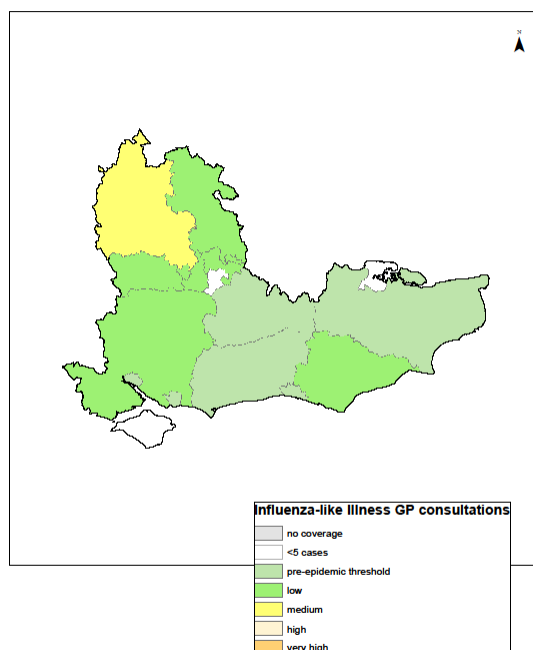 N
Influenza-like Illness GP consultations
no coverage
<5 cases
pre-epidemic threshold
low
medium
high
very high